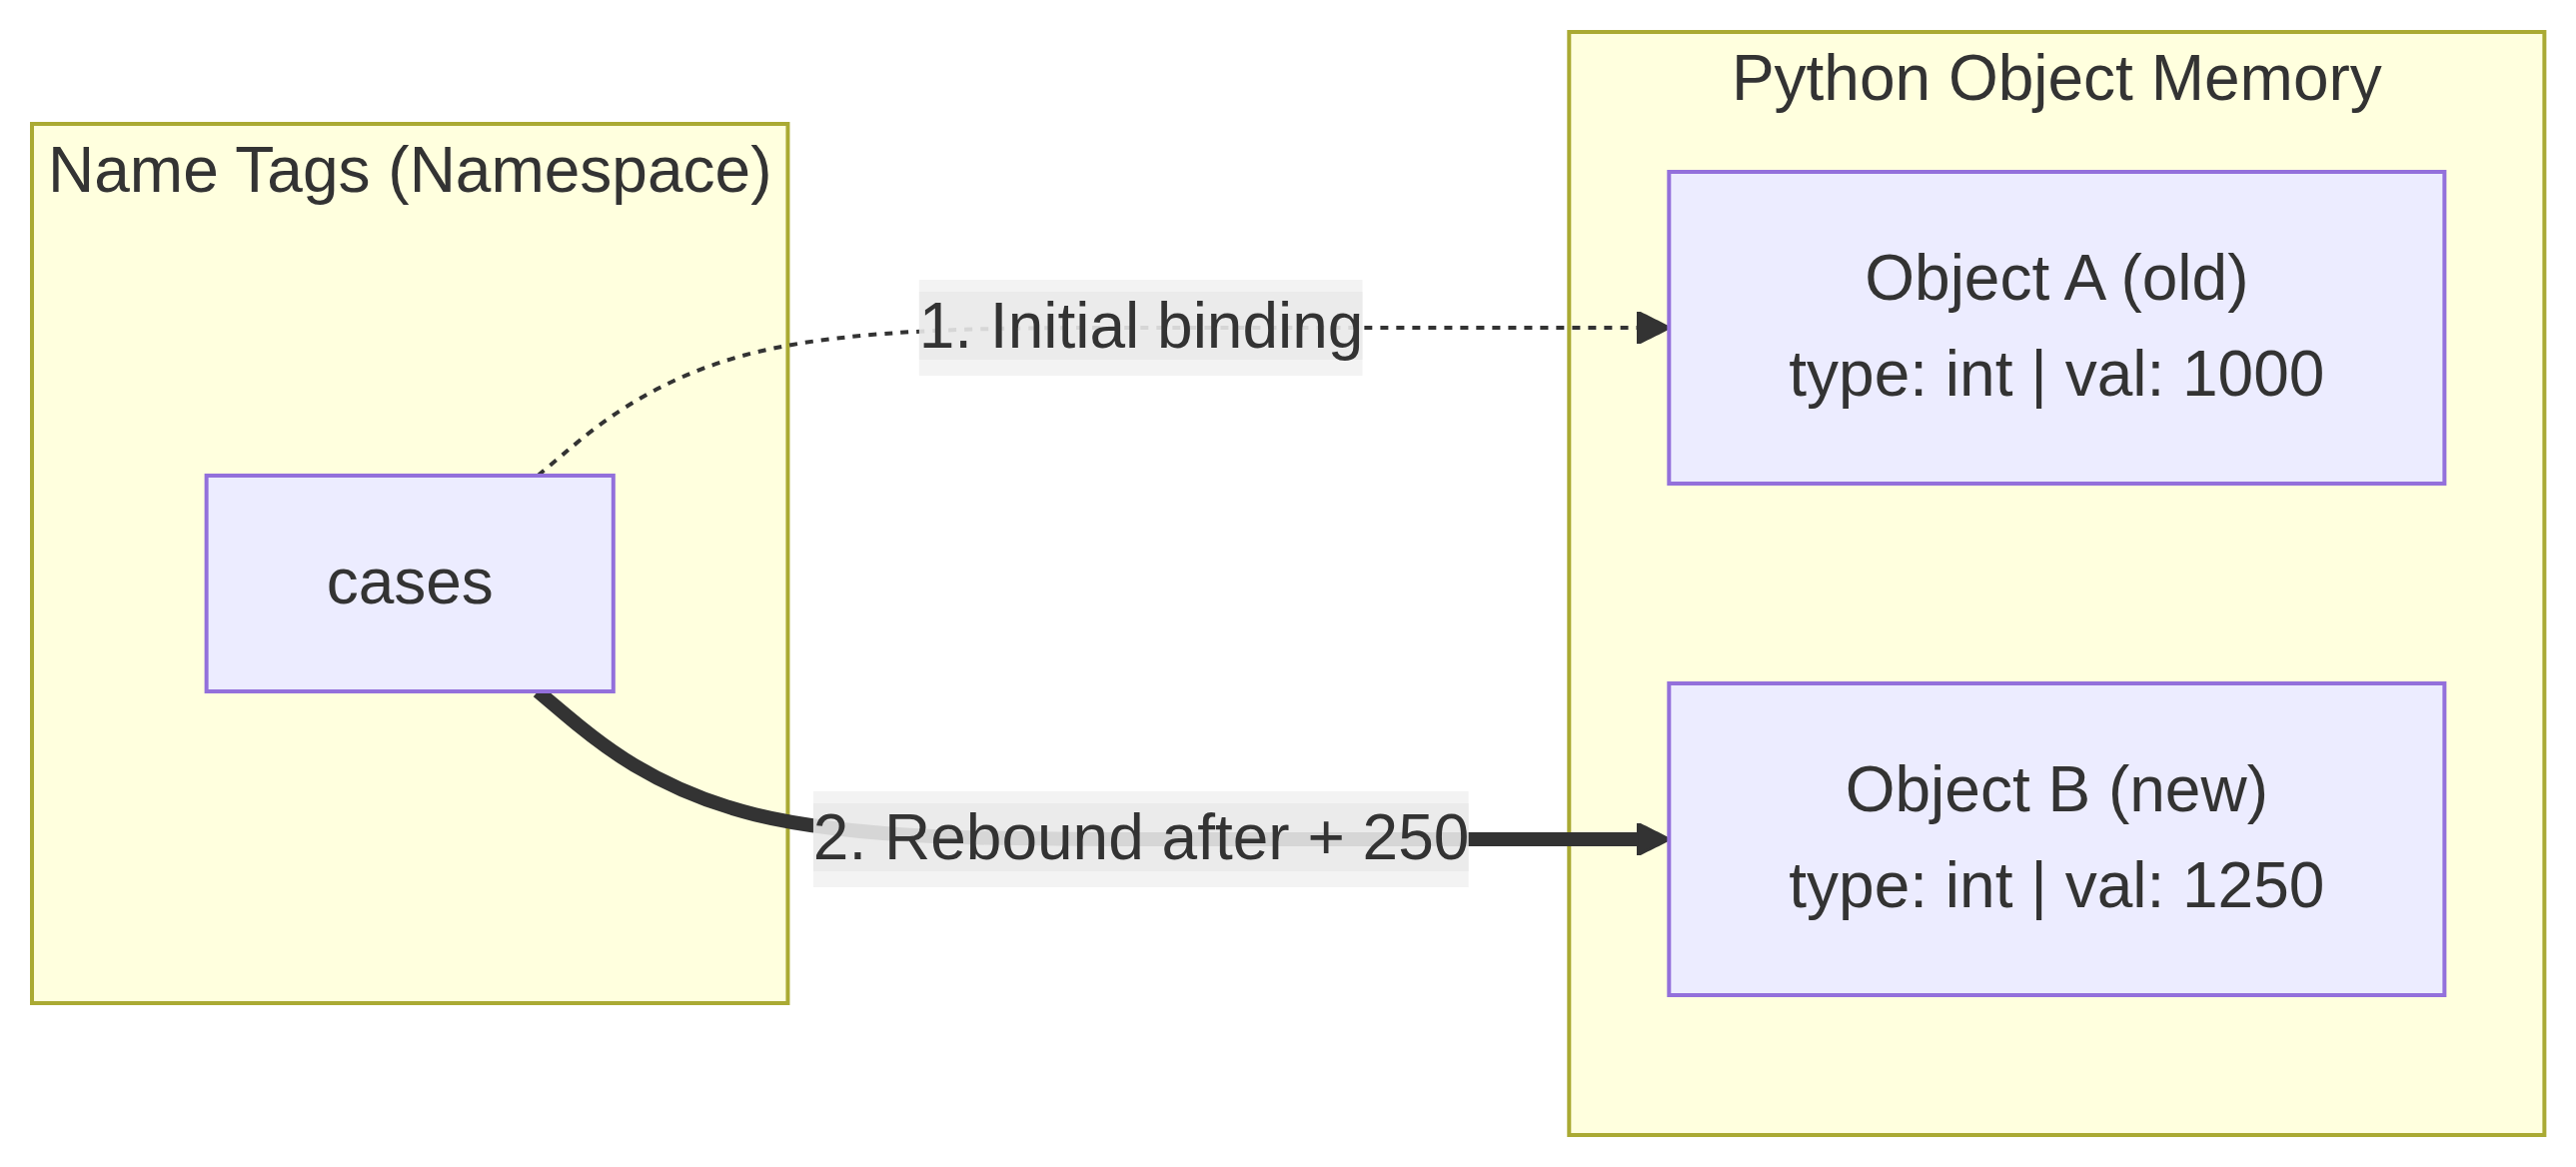 Python Object Memory
Name Tags (Namespace)
Object A (old)
type: int | val: 1000
1. Initial binding
cases
2. Rebound after + 250
Object B (new)
type: int | val: 1250